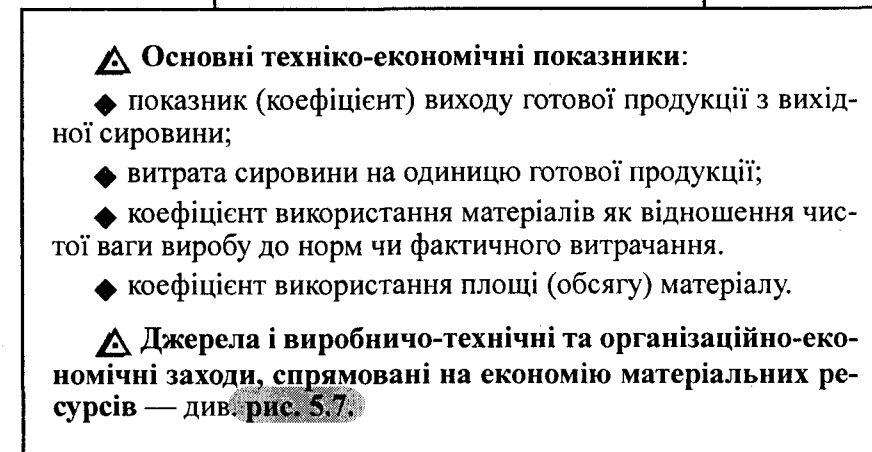 Основні техніко-економічні показники:
◆ показник (коефіцієнт) виходу готової продукції з вихід-
ної сировини;
◆ витрата сировини на одиницю готової продукції;
◆ коефіцієнт використання матеріалів як відношення чис-
тої ваги виробу до норм чи фактичного витрачання.
◆ коефіцієнт використання площі (обсягу) матеріалу.
Джерела і виробничо-технічні та організаційно-еко-
номічні заходи, спрямовані на економію матеріальних ре-
сурсів — див. рис. 5.7.